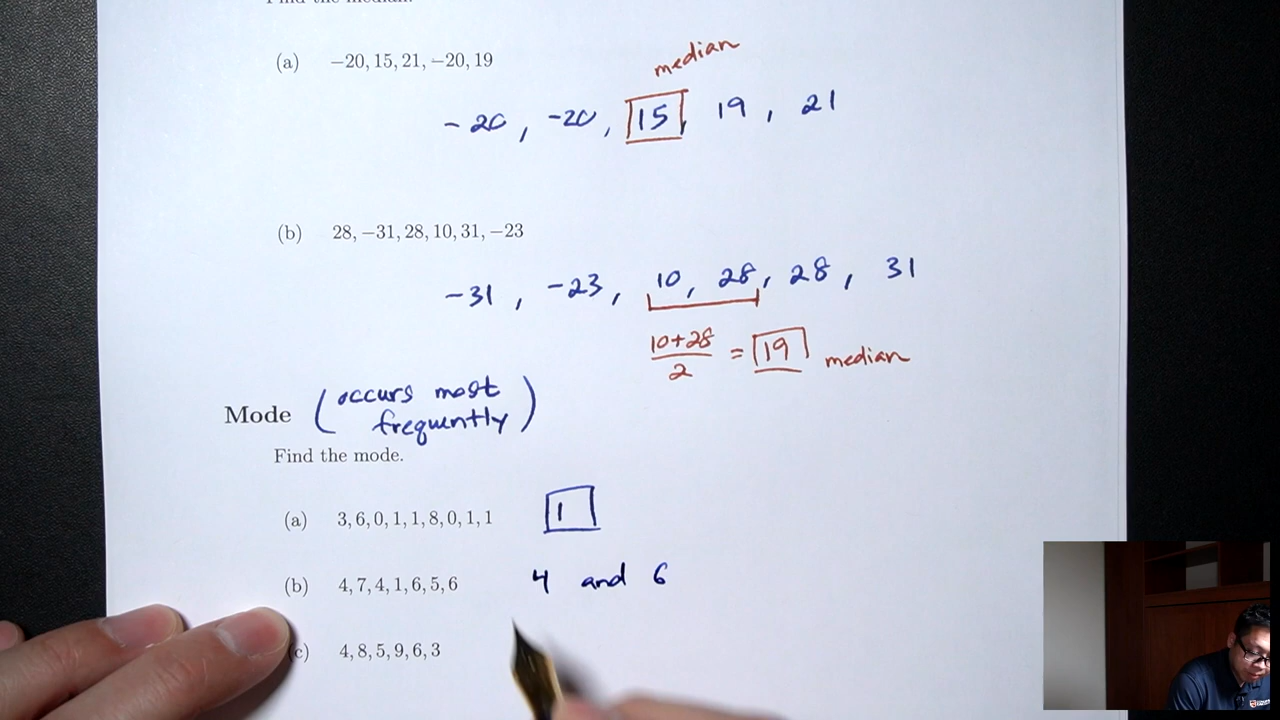 Find the median.
(a) −20, 15, 21, −20, 19
median
-20, -20, 15, 19, 21
(b) 28, −31, 28, 10, 31, −23
-31, -23, 10, 28, 28, 31
10+28
2
= 19 median
Mode (occurs most frequently)
Find the mode.
(a) 3, 6, 0, 1, 1, 8, 0, 1, 1 1
(b) 4, 7, 4, 1, 6, 5, 6 4 and 6
(c) 4, 8, 5, 9, 6, 3